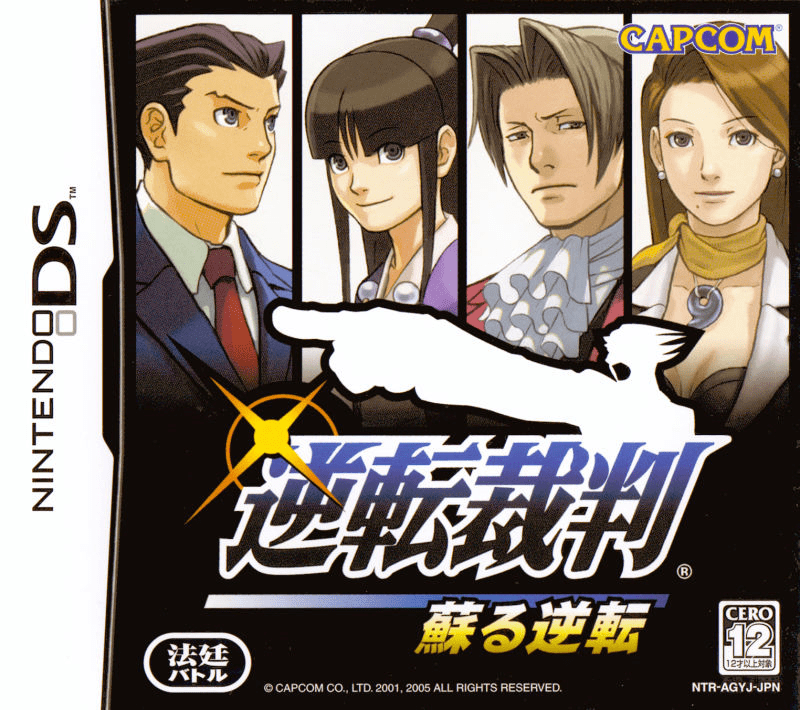 CAPCOM®
NINTENDO DS™
逆転裁判®
蘇る逆転
法廷
バトル
© CAPCOM CO., LTD. 2001, 2005 ALL RIGHTS RESERVED.
CERO
12
12才以上対象
NTR-AGYJ-JPN